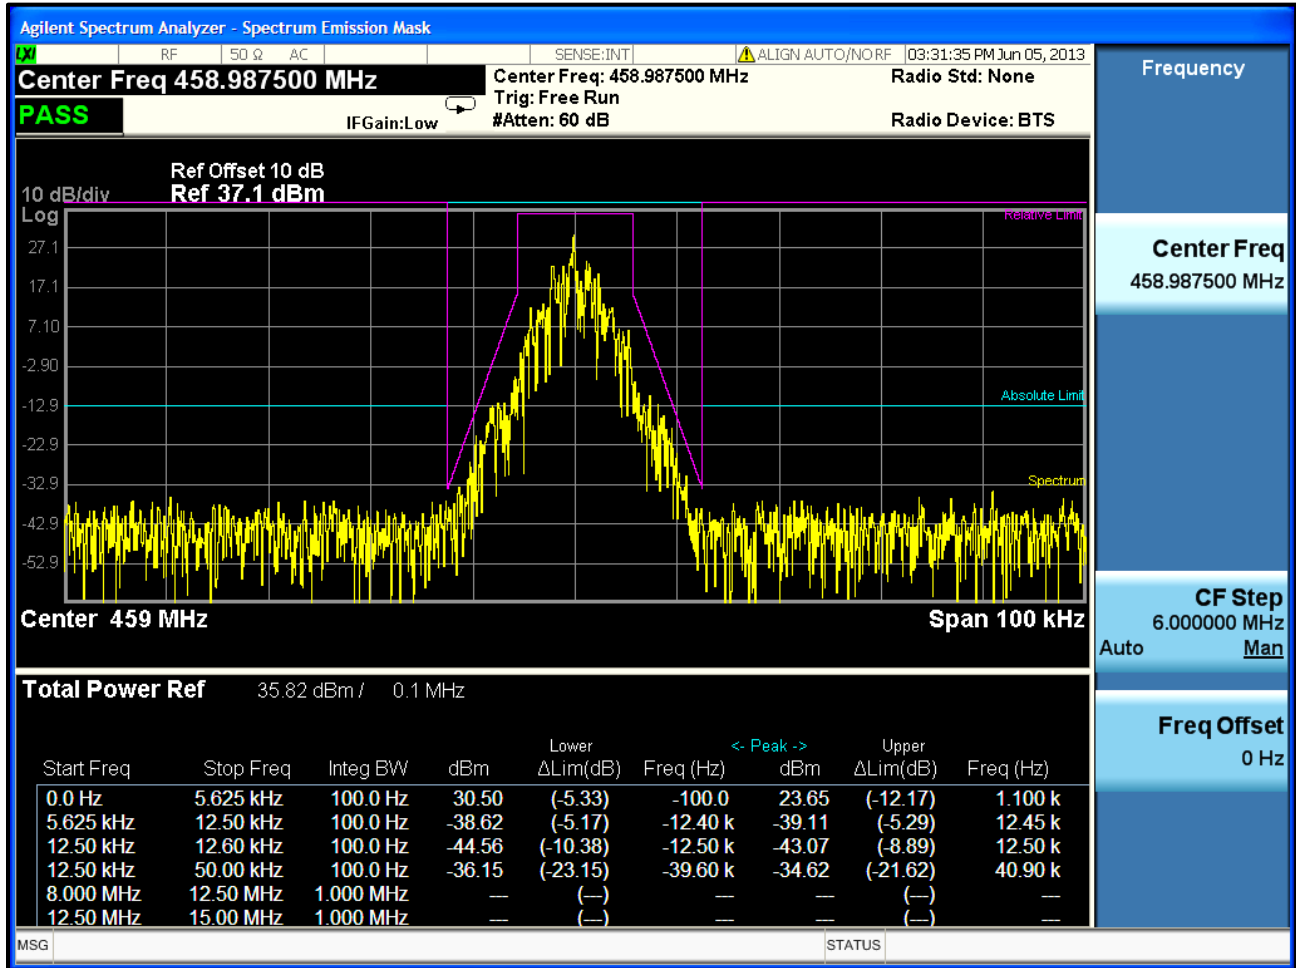 Agilent Spectrum Analyzer - Spectrum Emission Mask
LXI RF 50 Ω AC SENSE:INT ALIGN AUTO/NO RF 03:31:35 PM Jun 05, 2013
Center Freq 458.987500 MHz
Center Freq: 458.987500 MHz
Radio Std: None
Trig: Free Run
PASS
IFGain:Low
#Atten: 60 dB
Radio Device: BTS
Ref Offset 10 dB
10 dB/div Ref 37.1 dBm
Log
Relative Limit
27.1
17.1
7.10
-2.90
Absolute Limit
-12.9
-22.9
-32.9
Spectrum
-42.9
-52.9
Center 459 MHz Span 100 kHz
Total Power Ref 35.82 dBm / 0.1 MHz
Lower <- Peak -> Upper
Start Freq Stop Freq Integ BW dBm ΔLim(dB) Freq (Hz) dBm ΔLim(dB) Freq (Hz)
0.0 Hz 5.625 kHz 100.0 Hz 30.50 (-5.33) -100.0 23.65 (-12.17) 1.100 k
5.625 kHz 12.50 kHz 100.0 Hz -38.62 (-5.17) -12.40 k -39.11 (-5.29) 12.45 k
12.50 kHz 12.60 kHz 100.0 Hz -44.56 (-10.38) -12.50 k -43.07 (-8.89) 12.50 k
12.50 kHz 50.00 kHz 100.0 Hz -36.15 (-23.15) -39.60 k -34.62 (-21.62) 40.90 k
8.000 MHz 12.50 MHz 1.000 MHz --- (---) --- --- (---) ---
12.50 MHz 15.00 MHz 1.000 MHz --- (---) --- --- (---) ---
MSG STATUS
Frequency
Center Freq
458.987500 MHz
CF Step
6.000000 MHz
Auto Man
Freq Offset
0 Hz